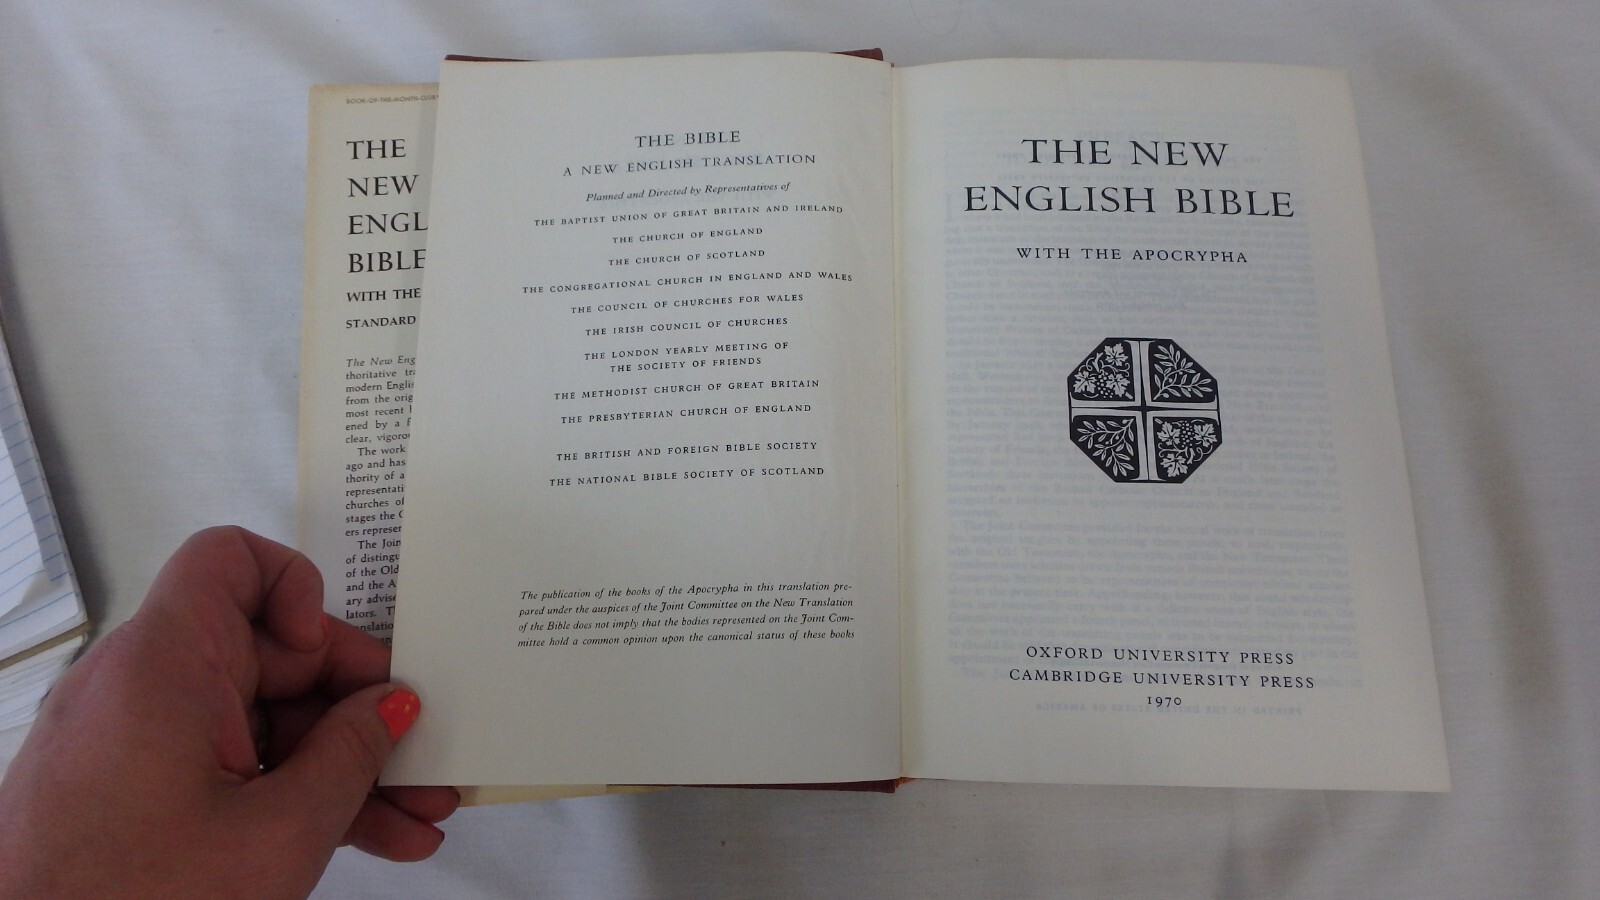 BOOK-OF-THE-MONTH-CLUB
THE
NEW
ENGL
BIBLE
WITH THE
STANDARD
The New Eng
thoritative tra
modern Englis
from the orig
most recent
ened by a
clear, vigoro
The work
ago and has
thority of a
representati
churches of
stages the
ers represen
The Join
of distingu
of the Old
and the A
ary advise
lators. T
anslatio
THE BIBLE
A NEW ENGLISH TRANSLATION
Planned and Directed by Representatives of
THE BAPTIST UNION OF GREAT BRITAIN AND IRELAND
THE CHURCH OF ENGLAND
THE CHURCH OF SCOTLAND
THE CONGREGATIONAL CHURCH IN ENGLAND AND WALES
THE COUNCIL OF CHURCHES FOR WALES
THE IRISH COUNCIL OF CHURCHES
THE LONDON YEARLY MEETING OF
THE SOCIETY OF FRIENDS
THE METHODIST CHURCH OF GREAT BRITAIN
THE PRESBYTERIAN CHURCH OF ENGLAND
THE BRITISH AND FOREIGN BIBLE SOCIETY
THE NATIONAL BIBLE SOCIETY OF SCOTLAND
The publication of the books of the Apocrypha in this translation pre-
pared under the auspices of the Joint Committee on the New Translation
of the Bible does not imply that the bodies represented on the Joint Com-
mittee hold a common opinion upon the canonical status of these books
THE NEW
ENGLISH BIBLE
WITH THE APOCRYPHA
OXFORD UNIVERSITY PRESS
CAMBRIDGE UNIVERSITY PRESS
1970